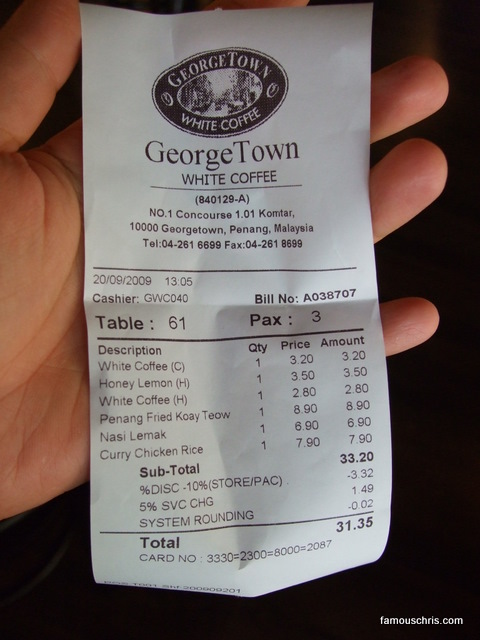 GEORGETOWN
WHITE COFFEE
GeorgeTown
WHITE COFFEE
(840129-A)
NO.1 Concourse 1.01 Komtar,
10000 Georgetown, Penang, Malaysia
Tel:04-261 6699 Fax:04-261 8699
20/09/2009 13:05
Cashier: GWC040 Bill No: A038707
Table : 61 Pax : 3
Description Qty Price Amount
White Coffee (C) 1 3.20 3.20
Honey Lemon (H) 1 3.50 3.50
White Coffee (H) 1 2.80 2.80
Penang Fried Koay Teow 1 8.90 8.90
Nasi Lemak 1 6.90 6.90
Curry Chicken Rice 1 7.90 7.90
Sub-Total 33.20
%DISC -10%(STORE/PAC) . -3.32
5% SVC CHG 1.49
SYSTEM ROUNDING -0.02
Total 31.35
CARD NO : 3330=2300=8000=2087
famouschris.com